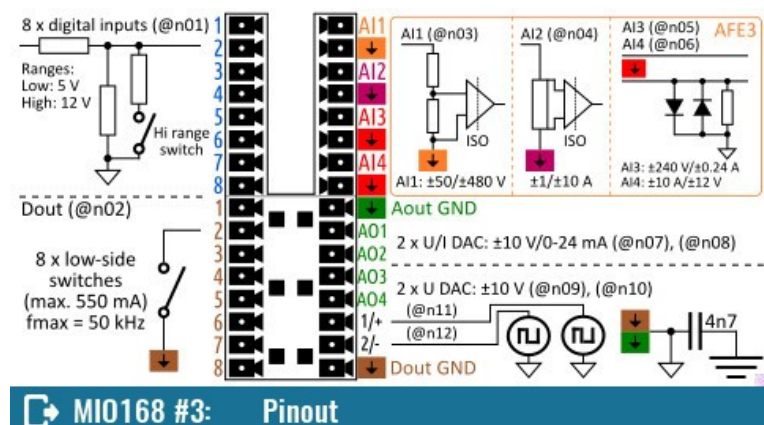 8 x digital inputs (@n01)
Ranges:
Low: 5 V
High: 12 V
Hi range
switch
1
2
3
4
5
6
7
8
Dout (@n02)
8 x low-side
switches
(max. 550 mA)
fmax = 50 kHz
1
2
3
4
5
6
7
8
AI1
AI2
AI3
AI4
Aout GND
AO1
AO2
AO3
AO4
1/+
2/-
Dout GND
AI1 (@n03)
ISO
AI1: ±50/±480 V
AI2 (@n04)
ISO
±1/±10 A
AI3 (@n05)
AI4 (@n06)
AFE3
AI3: ±240 V/±0.24 A
AI4: ±10 A/±12 V
2 x U/I DAC: ±10 V/0-24 mA (@n07), (@n08)
2 x U DAC: ±10 V (@n09), (@n10)
(@n11)
(@n12)
4n7
MIO168 #3: Pinout